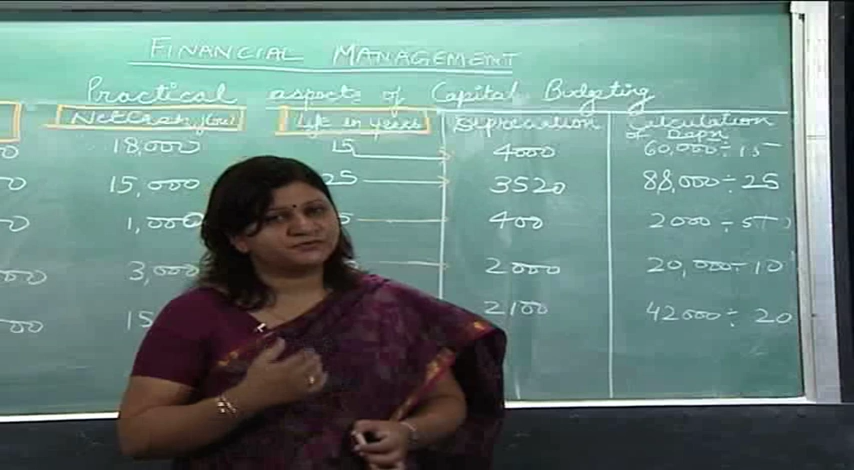 FINANCIAL MANAGEMENT
Practical aspects of Capital Budgeting
Net Cash flow Life in years Depreciation Calculation of Depn
18,000 15 4000 60,000 ÷ 15
15,000 25 3520 88,000 ÷ 25
1,000 5 400 2000 ÷ 5
3,000 2000 20,000 ÷ 10
15 2100 42000 ÷ 20